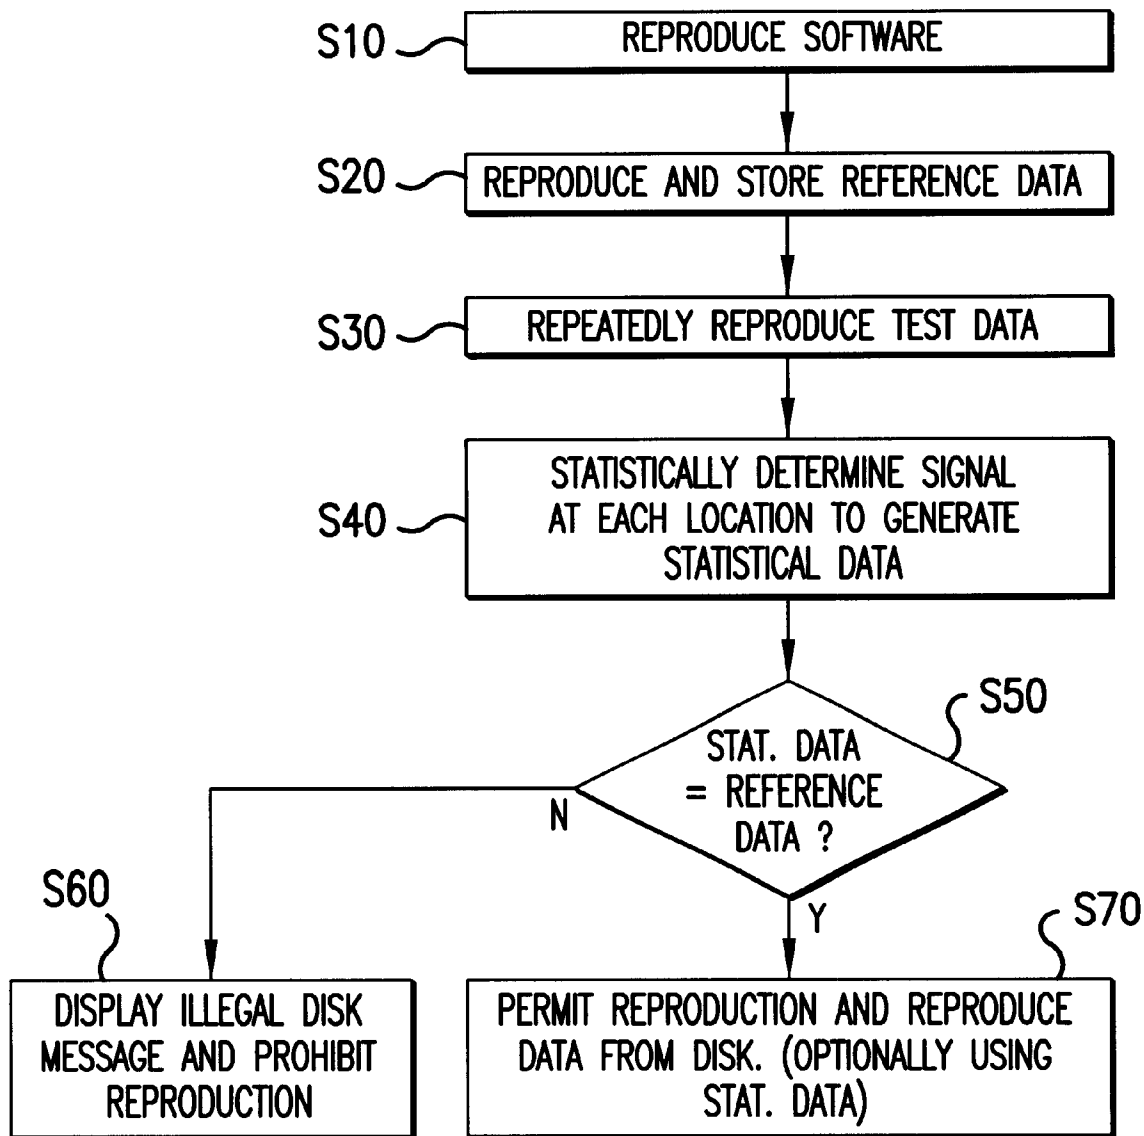 S10
REPRODUCE SOFTWARE
S20
REPRODUCE AND STORE REFERENCE DATA
S30
REPEATEDLY REPRODUCE TEST DATA
S40
STATISTICALLY DETERMINE SIGNAL
AT EACH LOCATION TO GENERATE
STATISTICAL DATA
S50
STAT. DATA
= REFERENCE
DATA ?
N
Y
S60
DISPLAY ILLEGAL DISK
MESSAGE AND PROHIBIT
REPRODUCTION
S70
PERMIT REPRODUCTION AND REPRODUCE
DATA FROM DISK. (OPTIONALLY USING
STAT. DATA)